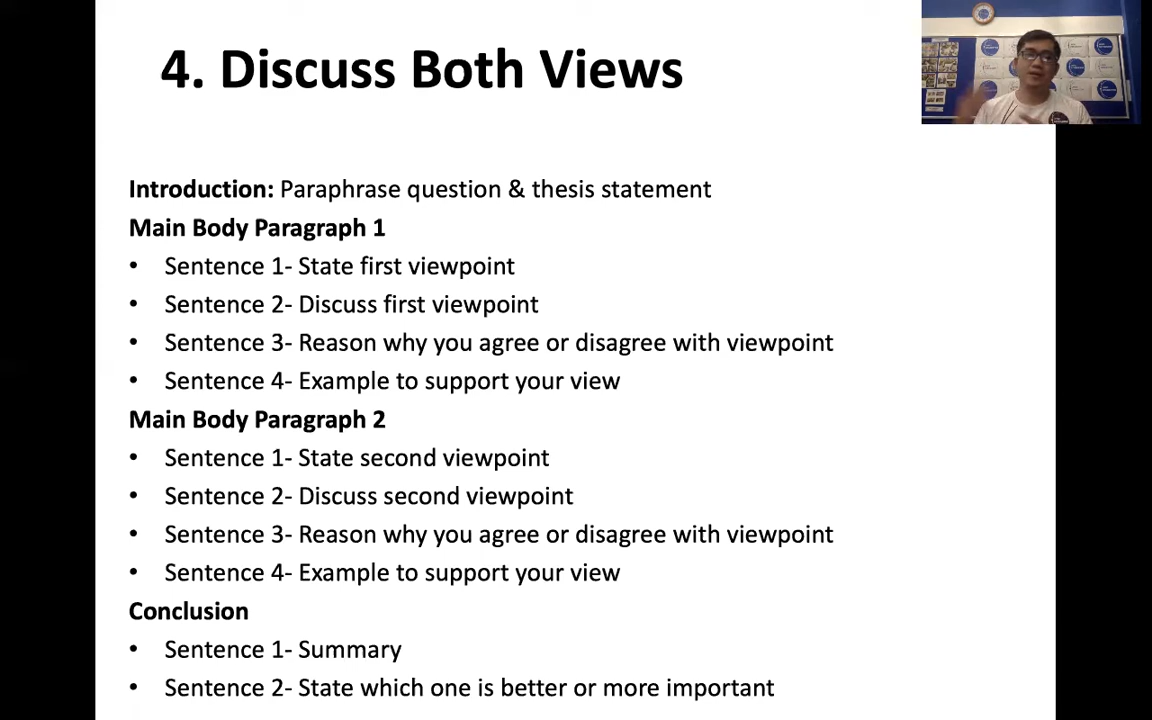 4. Discuss Both Views
Introduction: Paraphrase question & thesis statement
Main Body Paragraph 1
• Sentence 1- State first viewpoint
• Sentence 2- Discuss first viewpoint
• Sentence 3- Reason why you agree or disagree with viewpoint
• Sentence 4- Example to support your view
Main Body Paragraph 2
• Sentence 1- State second viewpoint
• Sentence 2- Discuss second viewpoint
• Sentence 3- Reason why you agree or disagree with viewpoint
• Sentence 4- Example to support your view
Conclusion
• Sentence 1- Summary
• Sentence 2- State which one is better or more important